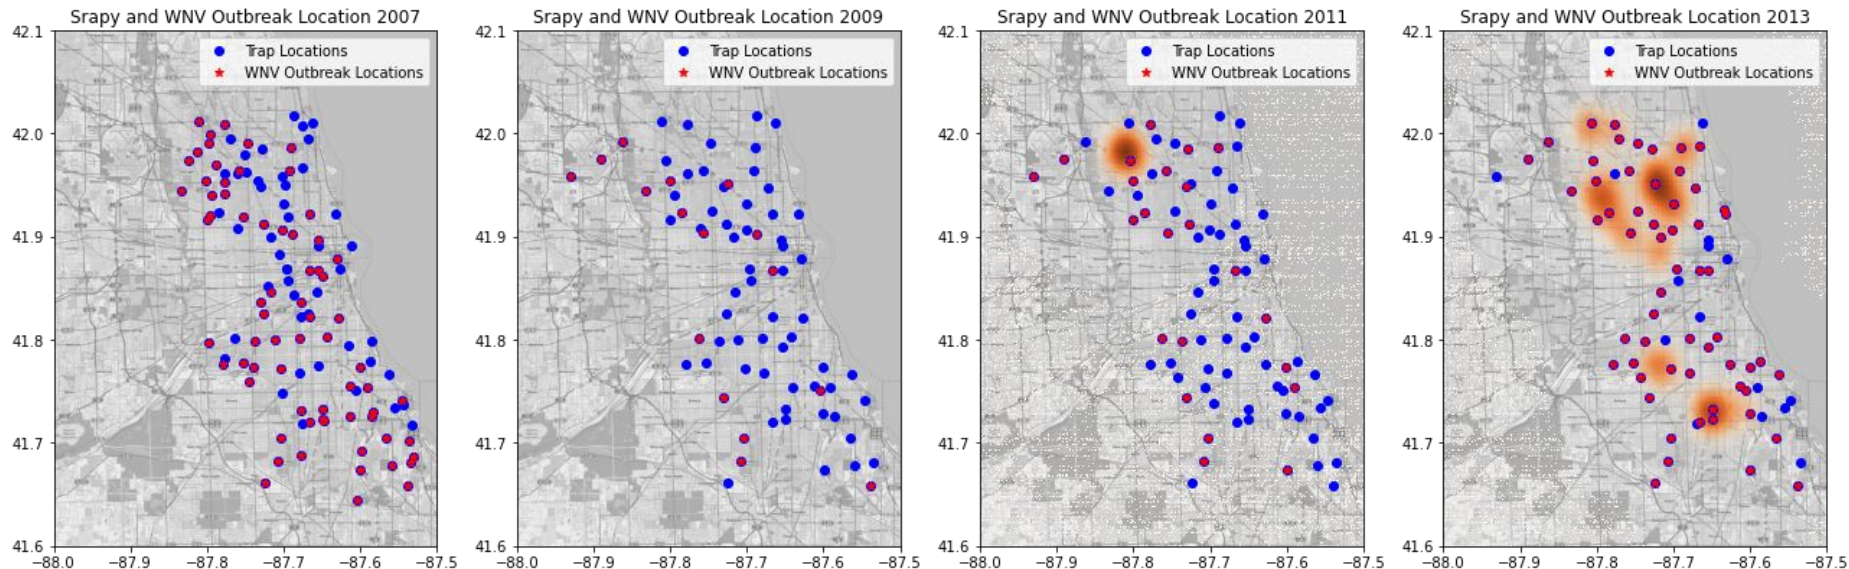 Srapy and WNV Outbreak Location 2007
Trap Locations
WNV Outbreak Locations
42.1
42.0
41.9
41.8
41.7
41.6
−88.0 −87.9 −87.8 −87.7 −87.6 −87.5
Srapy and WNV Outbreak Location 2009
Trap Locations
WNV Outbreak Locations
42.1
42.0
41.9
41.8
41.7
41.6
−88.0 −87.9 −87.8 −87.7 −87.6 −87.5
Srapy and WNV Outbreak Location 2011
Trap Locations
WNV Outbreak Locations
42.1
42.0
41.9
41.8
41.7
41.6
−88.0 −87.9 −87.8 −87.7 −87.6 −87.5
Srapy and WNV Outbreak Location 2013
Trap Locations
WNV Outbreak Locations
42.1
42.0
41.9
41.8
41.7
41.6
−88.0 −87.9 −87.8 −87.7 −87.6 −87.5